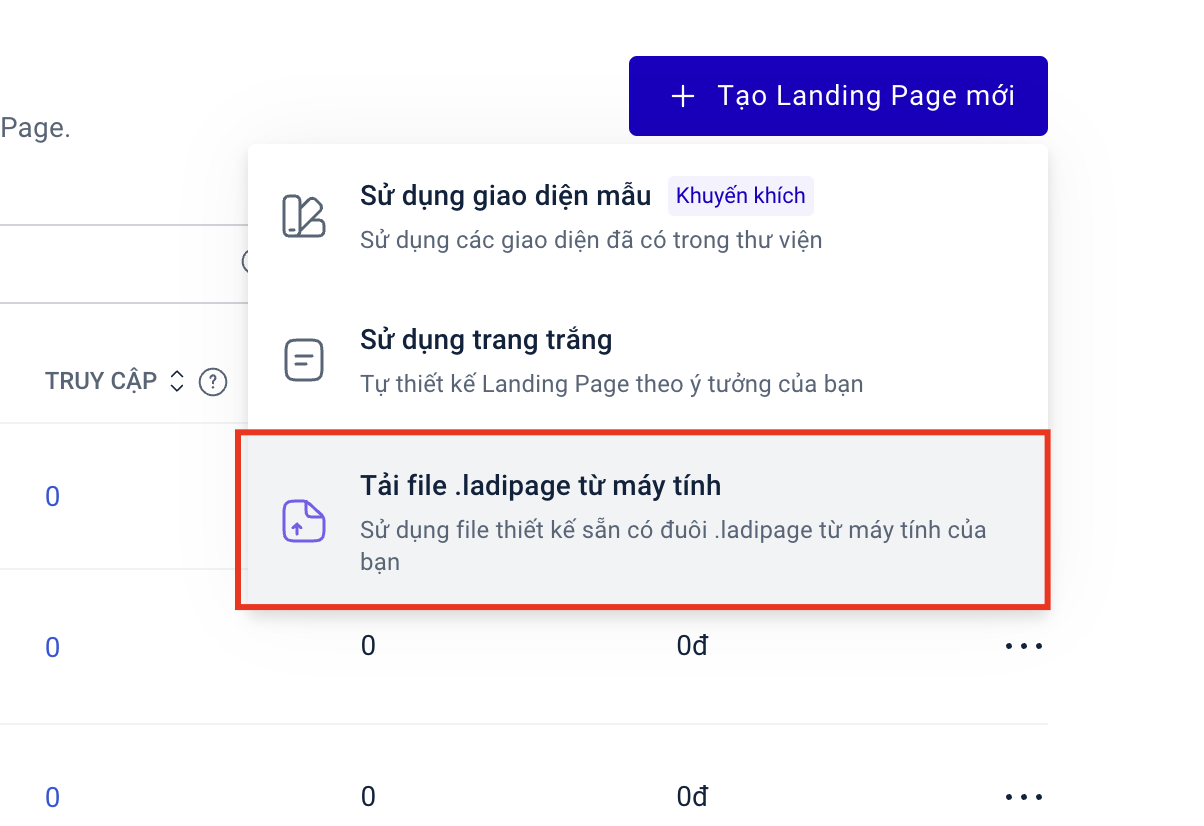 Tạo Landing Page mới
Page.
Sử dụng giao diện mẫu Khuyến khích
Sử dụng các giao diện đã có trong thư viện
Sử dụng trang trắng
Tự thiết kế Landing Page theo ý tưởng của bạn
TRUY CẬP ?
Tải file .ladipage từ máy tính
0
Sử dụng file thiết kế sẵn có đuôi .ladipage từ máy tính của
bạn
0 0 0đ
0 0 0đ